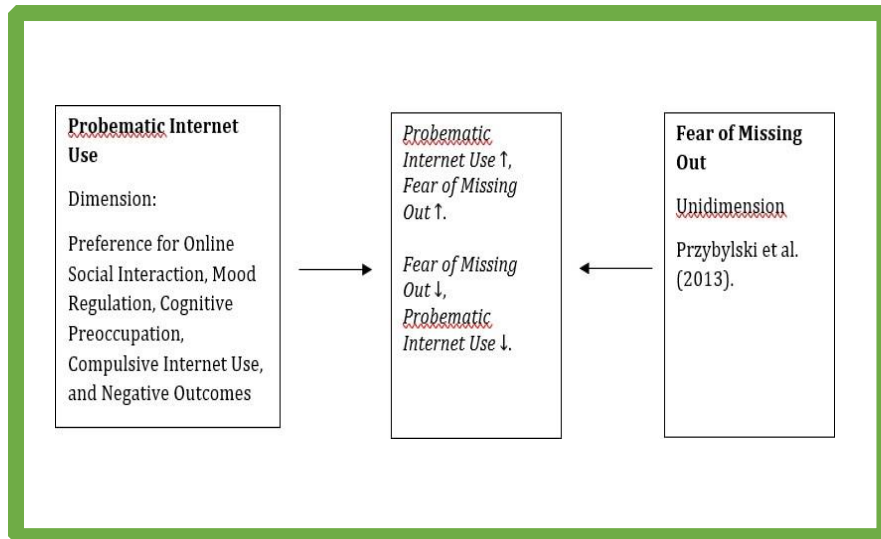 Probematic Internet
Use
Dimension:
Preference for Online
Social Interaction, Mood
Regulation, Cognitive
Preoccupation,
Compulsive Internet Use,
and Negative Outcomes
Probematic
Internet Use ↑,
Fear of Missing
Out ↑.
Fear of Missing
Out ↓,
Probematic
Internet Use ↓.
Fear of Missing
Out
Unidimension
Przybylski et al.
(2013).